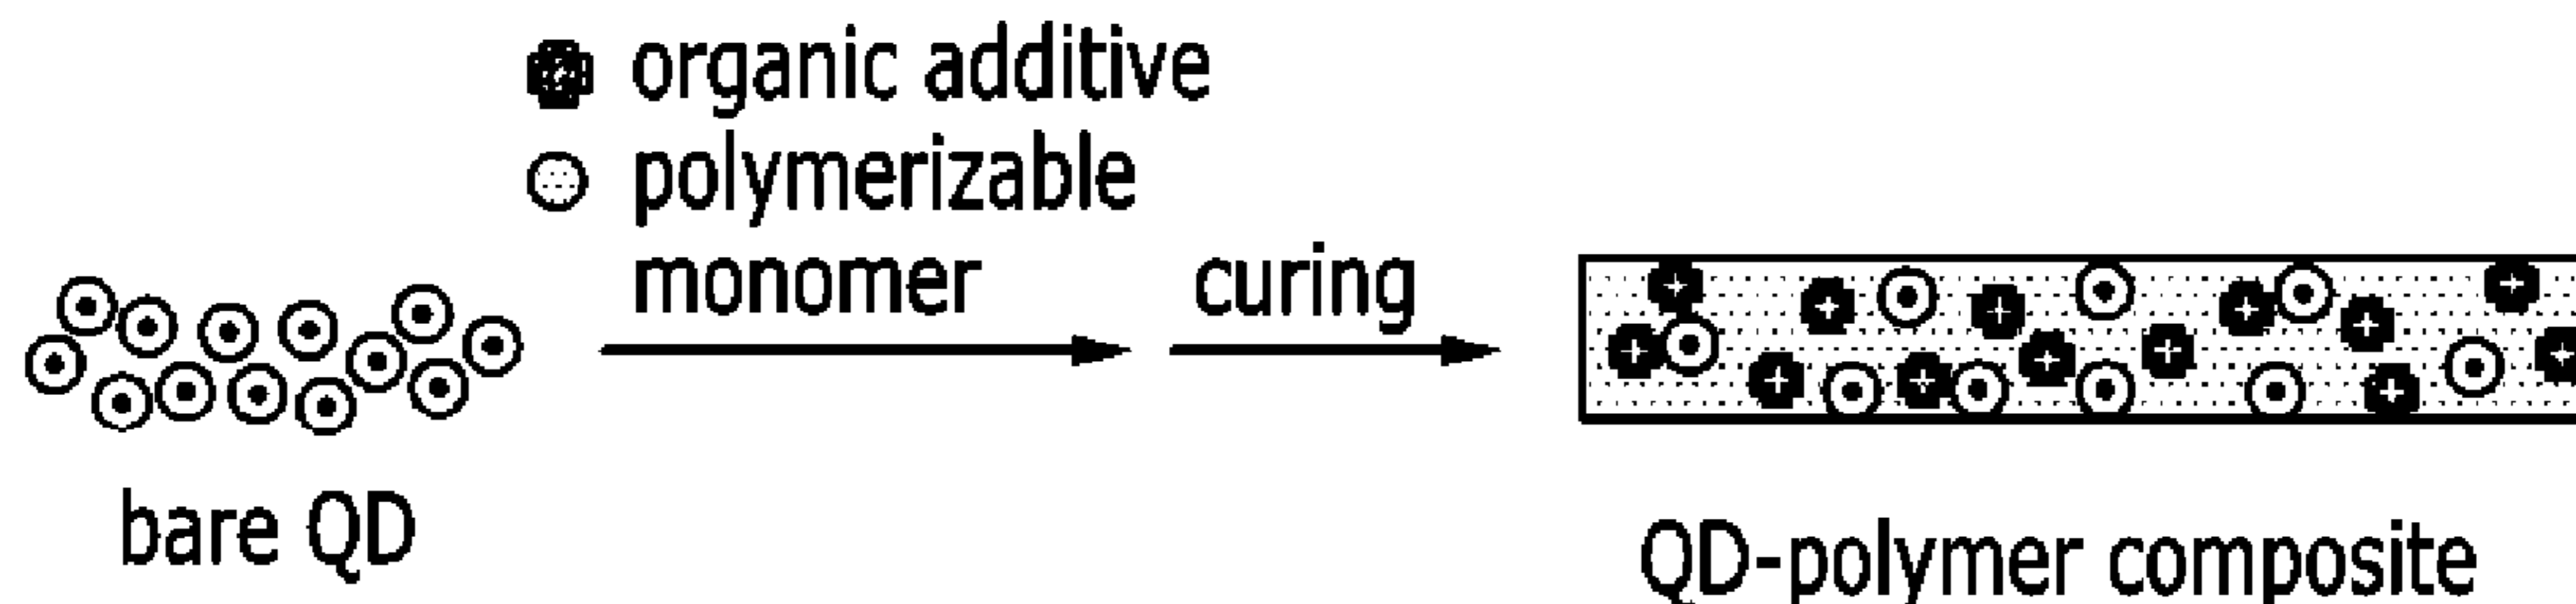 organic additive
polymerizable
monomer
curing
bare QD
QD-polymer composite